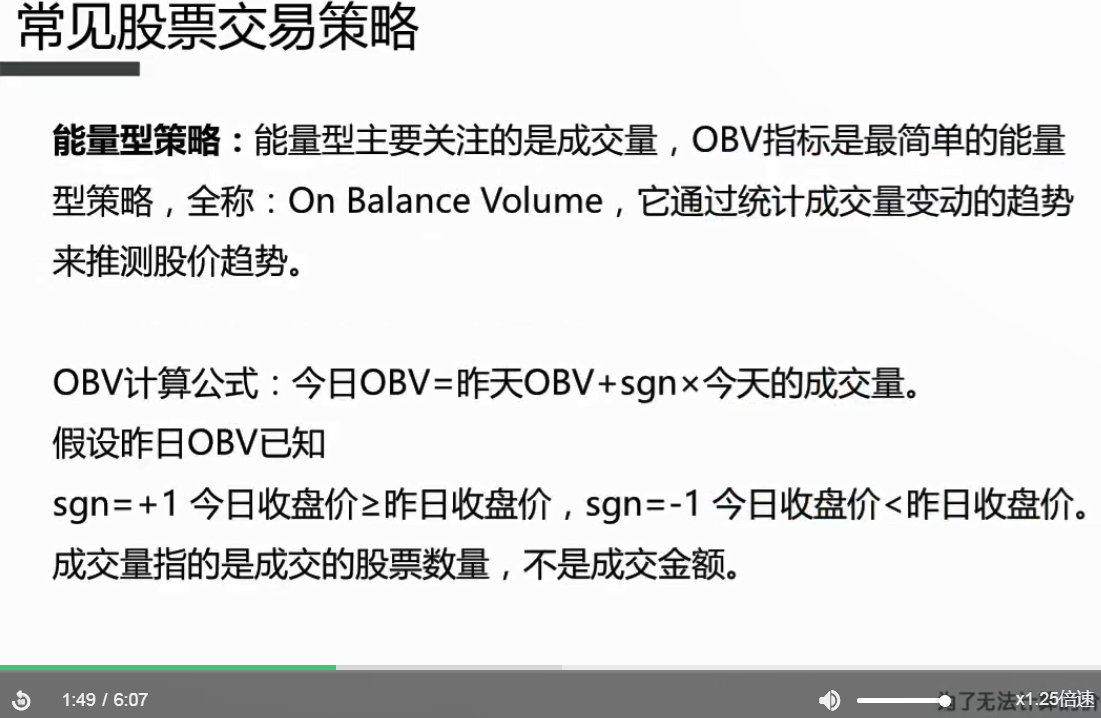 常见股票交易策略
能量型策略：能量型主要关注的是成交量，OBV指标是最简单的能量
型策略，全称：On Balance Volume，它通过统计成交量变动的趋势
来推测股价趋势。
OBV计算公式：今日OBV=昨天OBV+sgn×今天的成交量。
假设昨日OBV已知
sgn=+1 今日收盘价≥昨日收盘价，sgn=-1 今日收盘价<昨日收盘价。
成交量指的是成交的股票数量，不是成交金额。
10
1:49 / 6:07
x1.25倍速